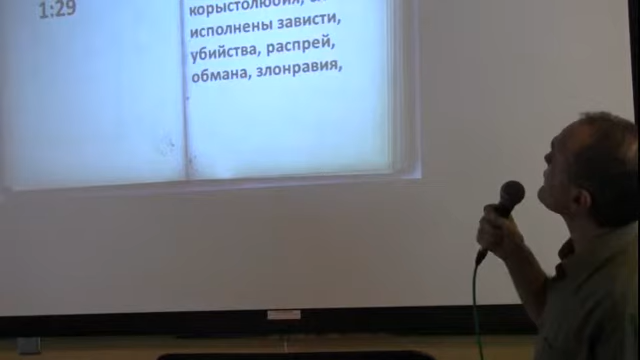 1:29
корыстолюбия,
исполнены зависти,
убийства, распрей,
обмана, злонравия,